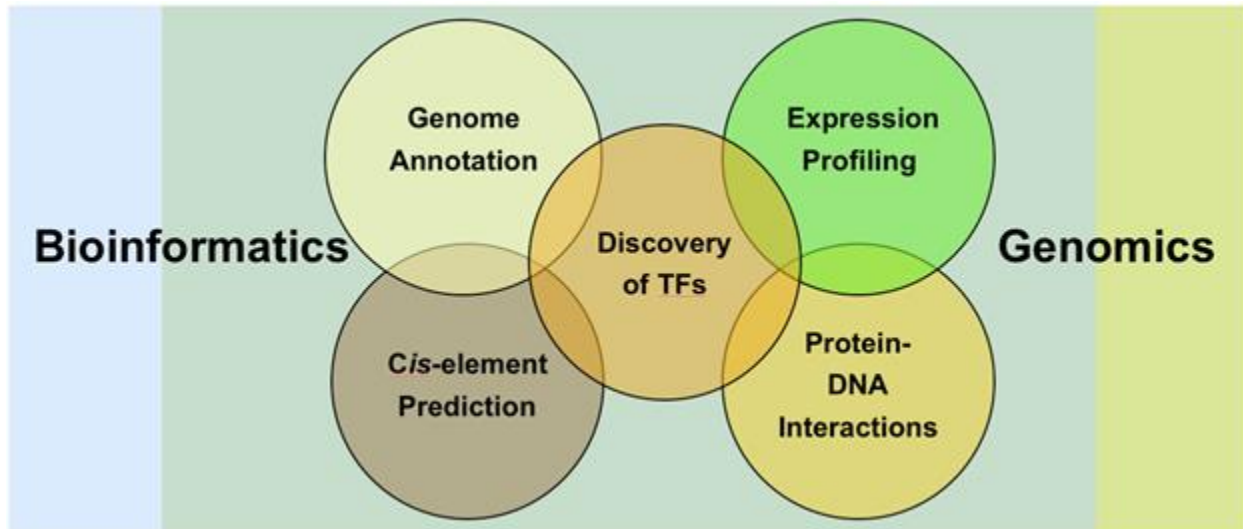 Genome
Annotation
Expression
Profiling
Bioinformatics
Discovery
of TFs
Genomics
Cis-element
Prediction
Protein-
DNA
Interactions